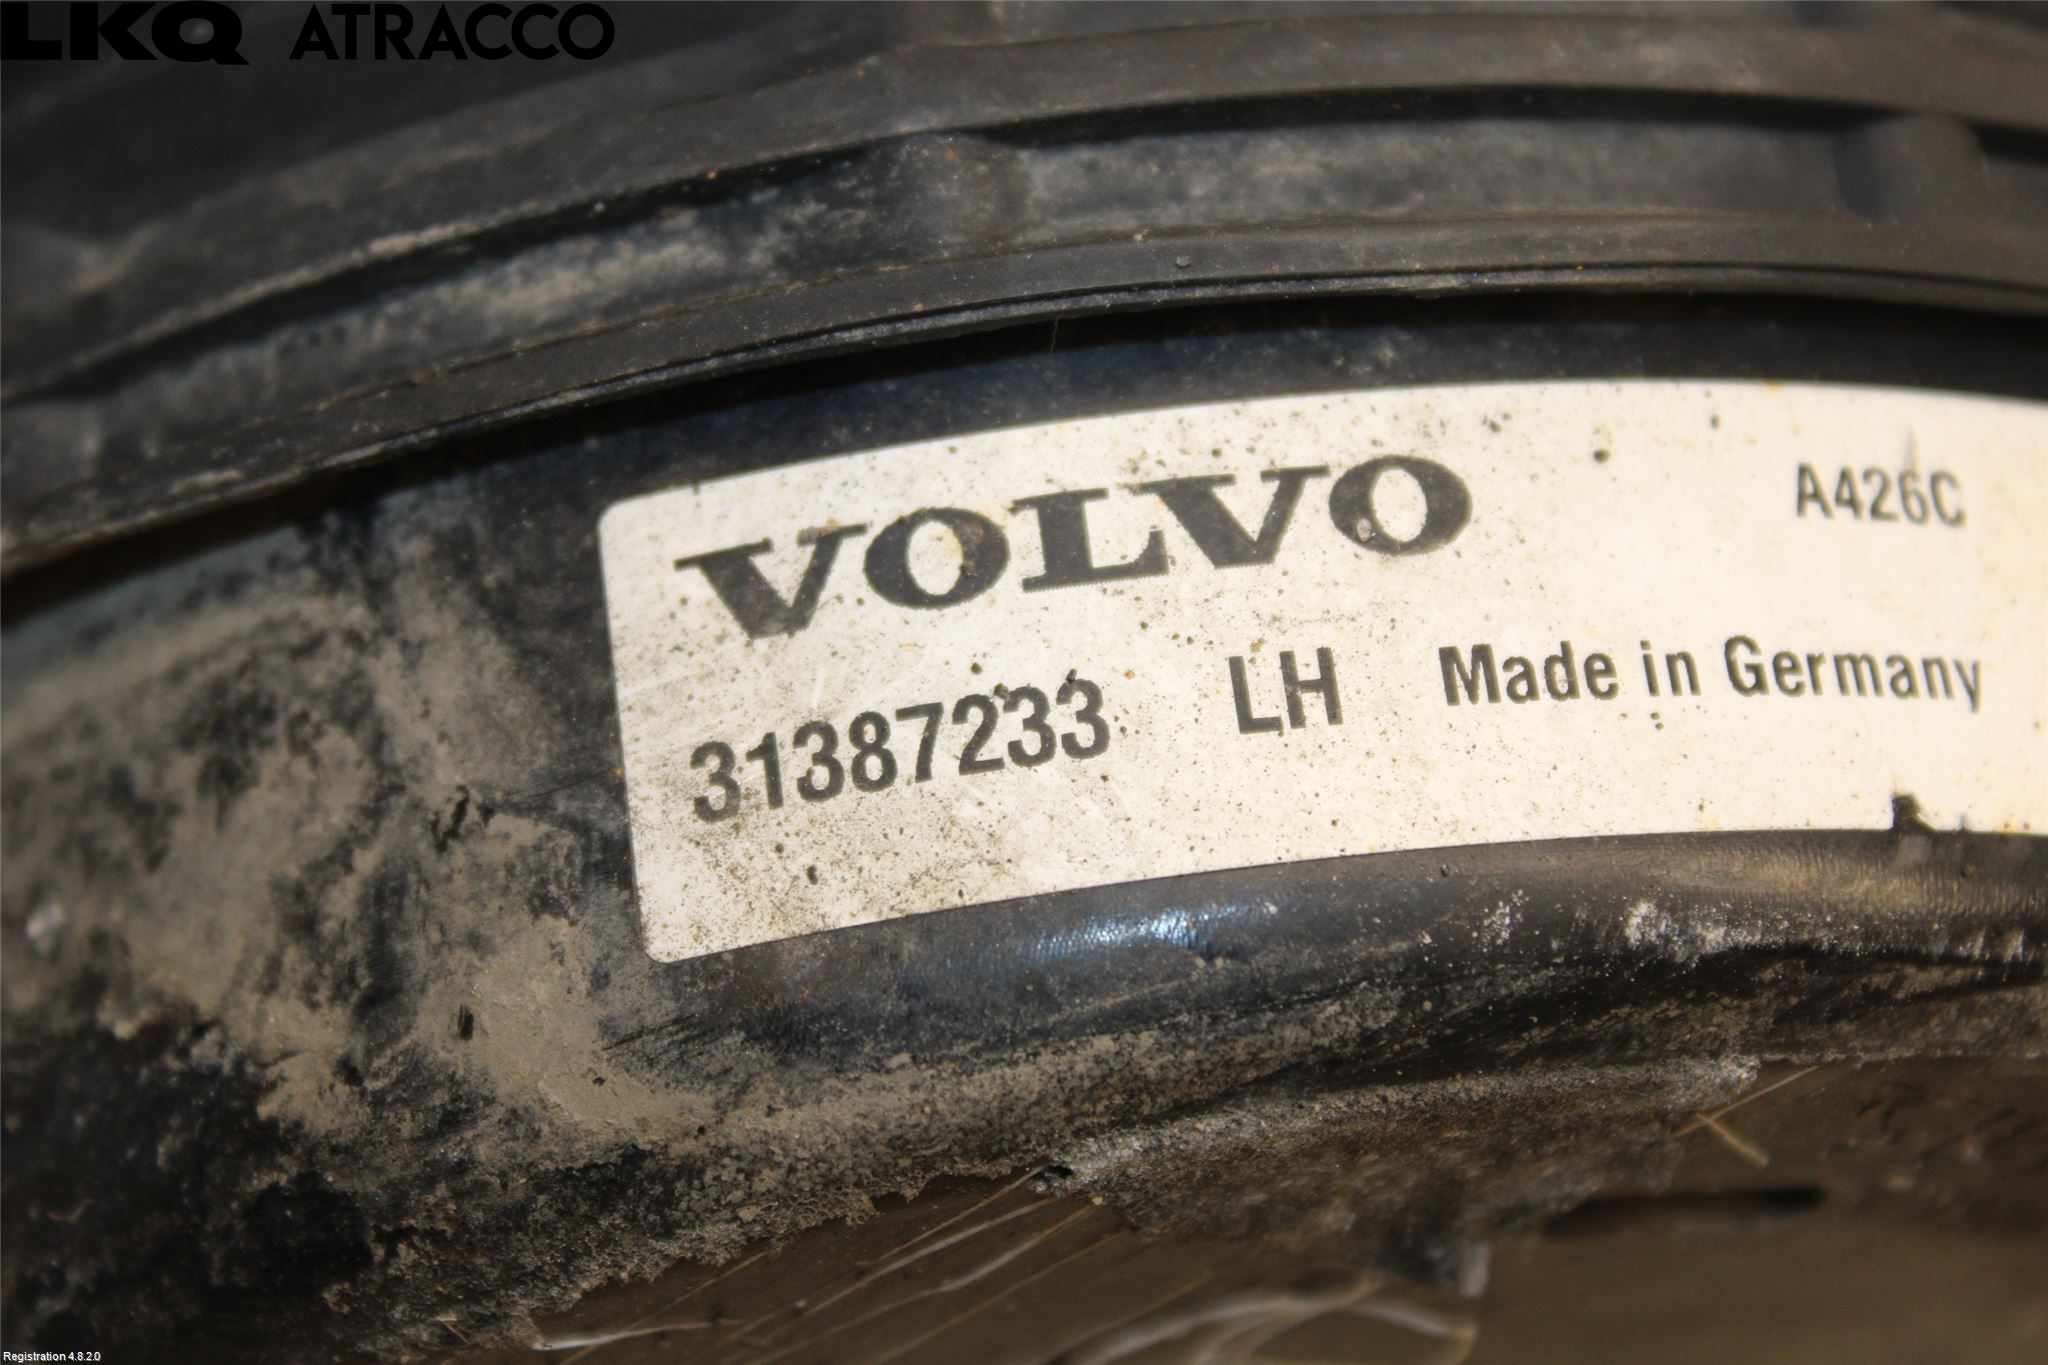 LKQ ATRACCO
VOLVO
A426C
31387233 LH Made in Germany
Registration 4.8.2.0